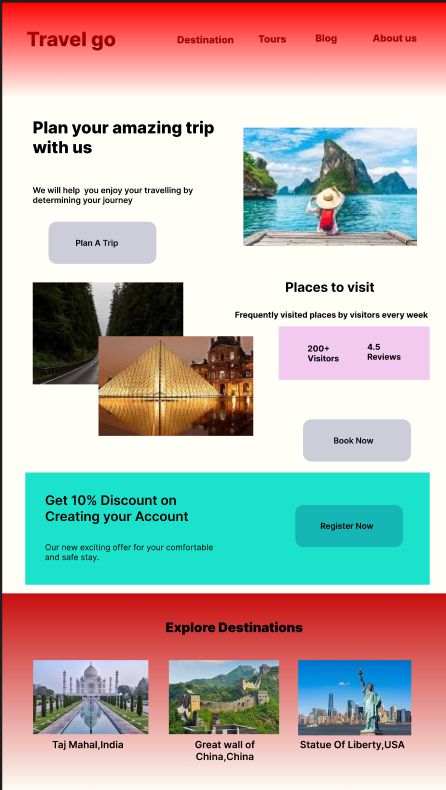 Travel go
Destination
Tours
Blog
About us
Plan your amazing trip
with us
We will help  you enjoy your travelling by
determining your journey
Plan A Trip
Places to visit
Frequently visited places by visitors every week
200+
Visitors
4.5
Reviews
Book Now
Get 10% Discount on
Creating your Account
Our new exciting offer for your comfortable
and safe stay.
Register Now
Explore Destinations
Taj Mahal,India
Great wall of
China,China
Statue Of Liberty,USA